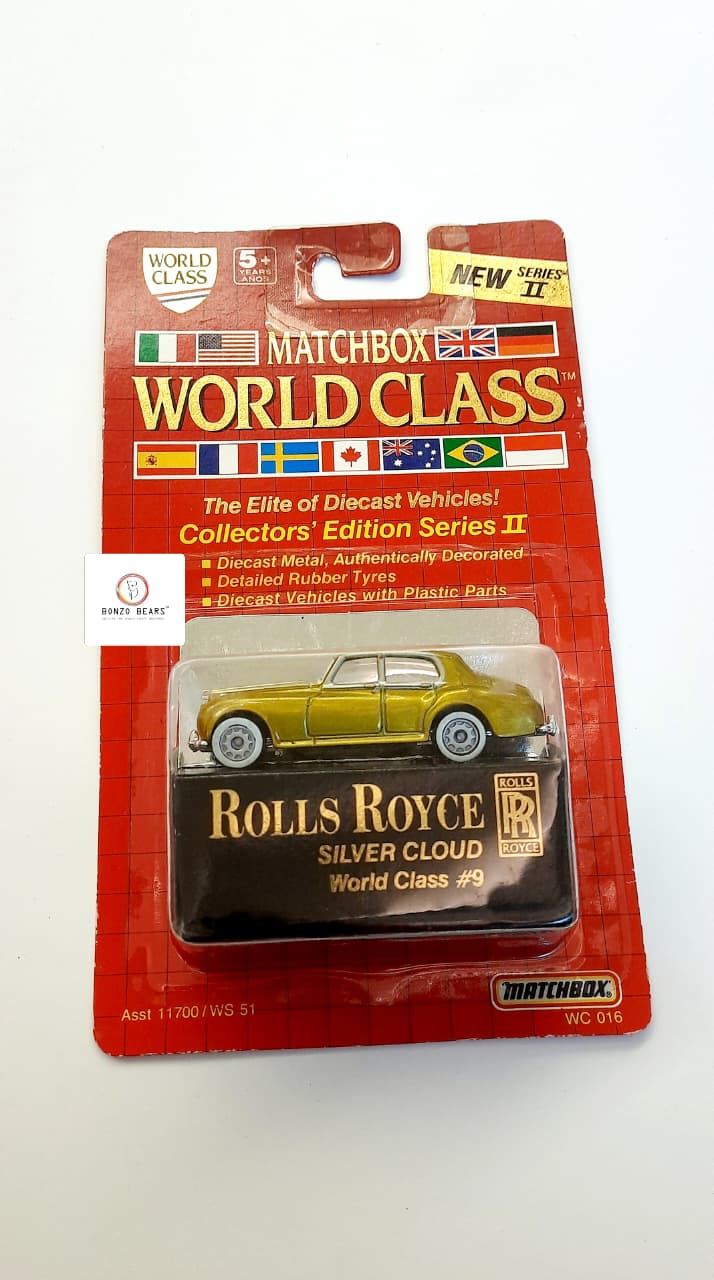 WORLD
CLASS
5+
YEARS
AÑOS
NEW SERIES
II
MATCHBOX
WORLD CLASS™
The Elite of Diecast Vehicles!
Collectors' Edition Series II
Diecast Metal, Authentically Decorated
Detailed Rubber Tyres
Diecast Vehicles with Plastic Parts
BONZO BEARS
ROLLS ROYCE
SILVER CLOUD
World Class #9
ROLLS
RR
ROYCE
MATCHBOX®
Asst 11700/WS 51
WC 016